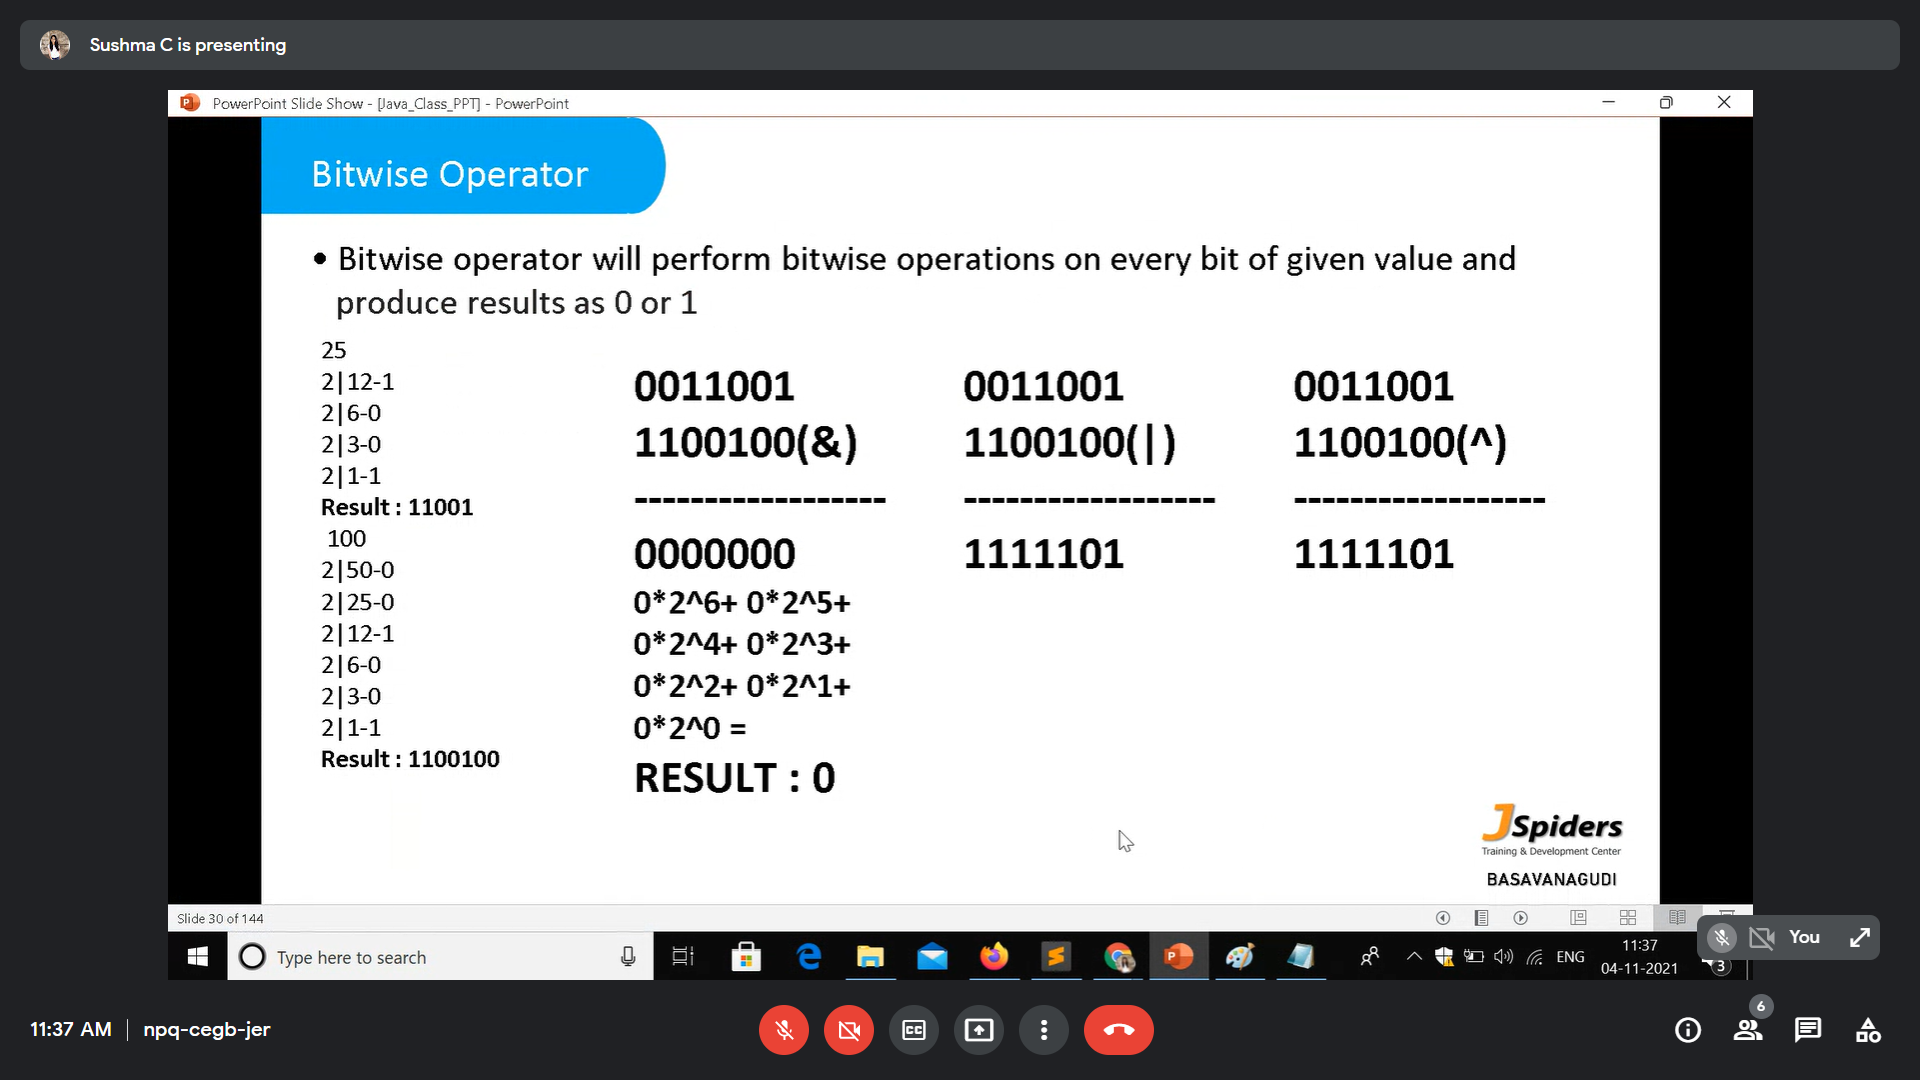 Sushma C is presenting
PowerPoint Slide Show - [Java_Class_PPT] - PowerPoint
Bitwise Operator
• Bitwise operator will perform bitwise operations on every bit of given value and
produce results as 0 or 1
25
2|12-1
2|6-0
2|3-0
2|1-1
Result : 11001
100
2|50-0
2|25-0
2|12-1
2|6-0
2|3-0
2|1-1
Result : 1100100
0011001
1100100(&)
------------------
0000000
0*2^6+ 0*2^5+
0*2^4+ 0*2^3+
0*2^2+ 0*2^1+
0*2^0 =
RESULT : 0
0011001
1100100(|)
------------------
1111101
0011001
1100100(^)
------------------
1111101
JSpiders
Training & Development Center
BASAVANAGUDI
Slide 30 of 144
Type here to search
ENG
11:37
04-11-2021
3
You
11:37 AM | npq-cegb-jer
CC
6